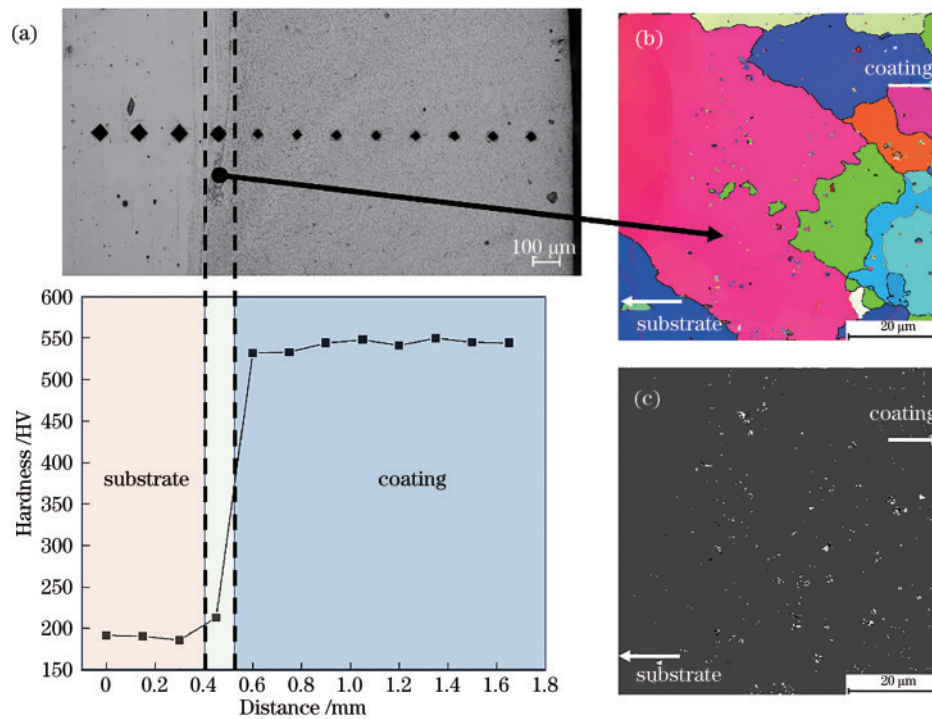 (a)
100 μm
600
550
500
450
400
350
300
250
200
150
Hardness /HV
substrate
coating
0 0.2 0.4 0.6 0.8 1.0 1.2 1.4 1.6 1.8
Distance /mm
(b)
coating
substrate
20 μm
(c)
coating
substrate
20 μm